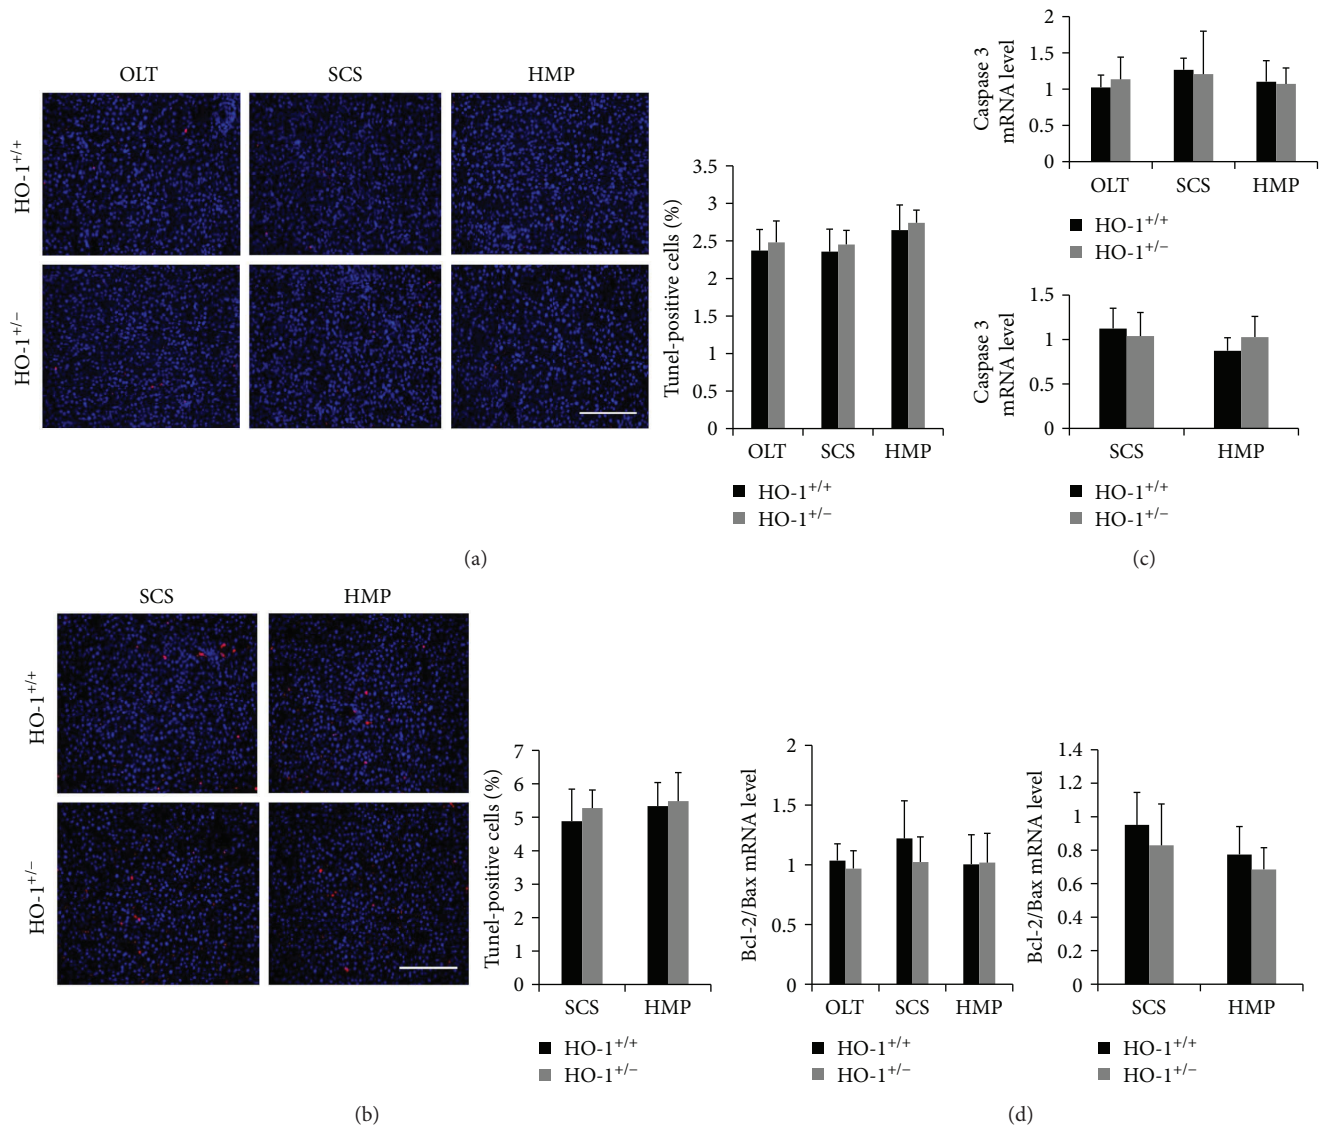 OLT SCS HMP
HO-1+/+
HO-1+/−
Tunel-positive cells (%)
3.5
3
2.5
2
1.5
1
0.5
0
OLT SCS HMP
HO-1+/+
HO-1+/−
(a)
Caspase 3
mRNA level
2
1.5
1
0.5
0
OLT SCS HMP
HO-1+/+
HO-1+/−
Caspase 3
mRNA level
1.5
1
0.5
0
SCS HMP
HO-1+/+
HO-1+/−
(c)
SCS HMP
HO-1+/+
HO-1+/−
Tunel-positive cells (%)
7
6
5
4
3
2
1
0
SCS HMP
HO-1+/+
HO-1+/−
(b)
Bcl-2/Bax mRNA level
2
1.5
1
0.5
0
OLT SCS HMP
HO-1+/+
HO-1+/−
Bcl-2/Bax mRNA level
1.4
1.2
1
0.8
0.6
0.4
0.2
0
SCS HMP
HO-1+/+
HO-1+/−
(d)